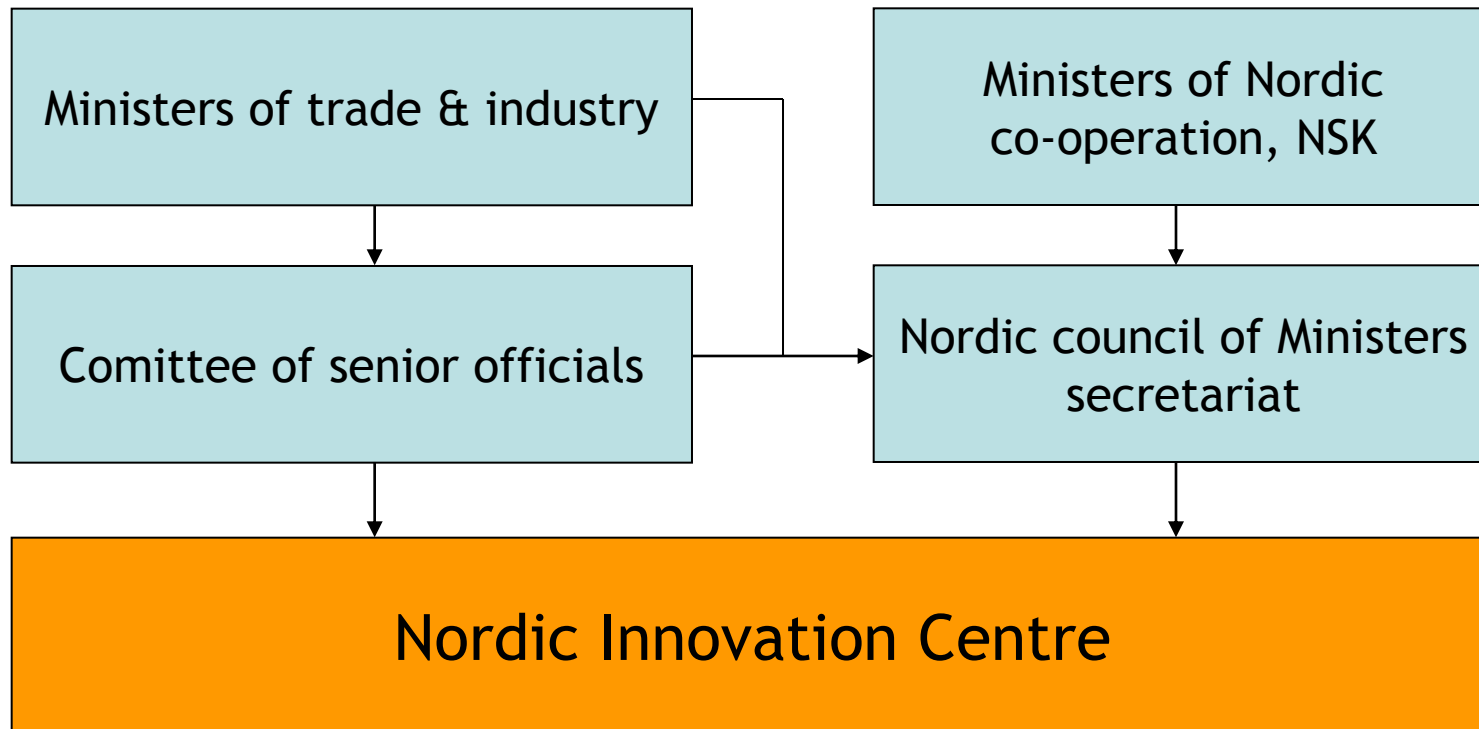 Ministers of trade & industry
Ministers of Nordic
co-operation, NSK
Comittee of senior officials
Nordic council of Ministers
secretariat
Nordic Innovation Centre